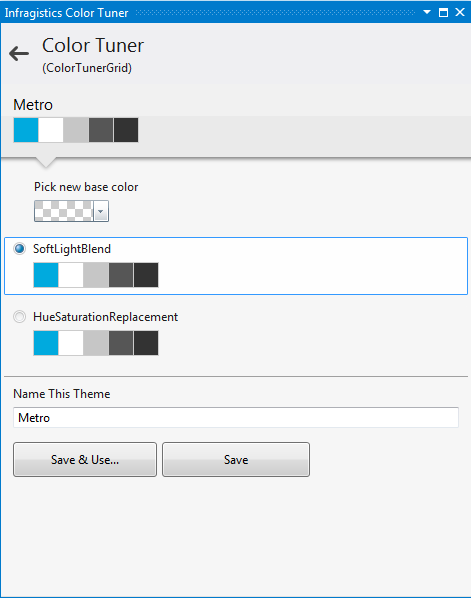 Infragistics Color Tuner
Color Tuner
(ColorTunerGrid)
Metro
Pick new base color
SoftLightBlend
HueSaturationReplacement
Name This Theme
Metro
Save & Use... Save